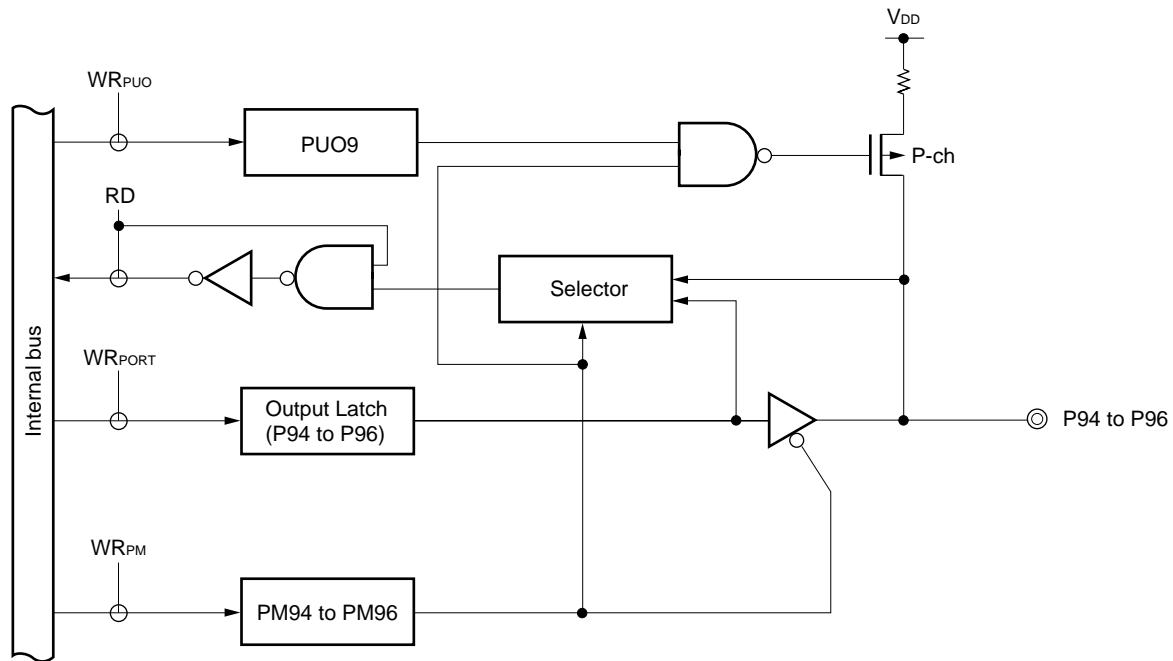 VDD
WRPUO
PUO9
P-ch
RD
Selector
Internal bus
WRPORT
Output Latch
(P94 to P96)
P94 to P96
WRPM
PM94 to PM96